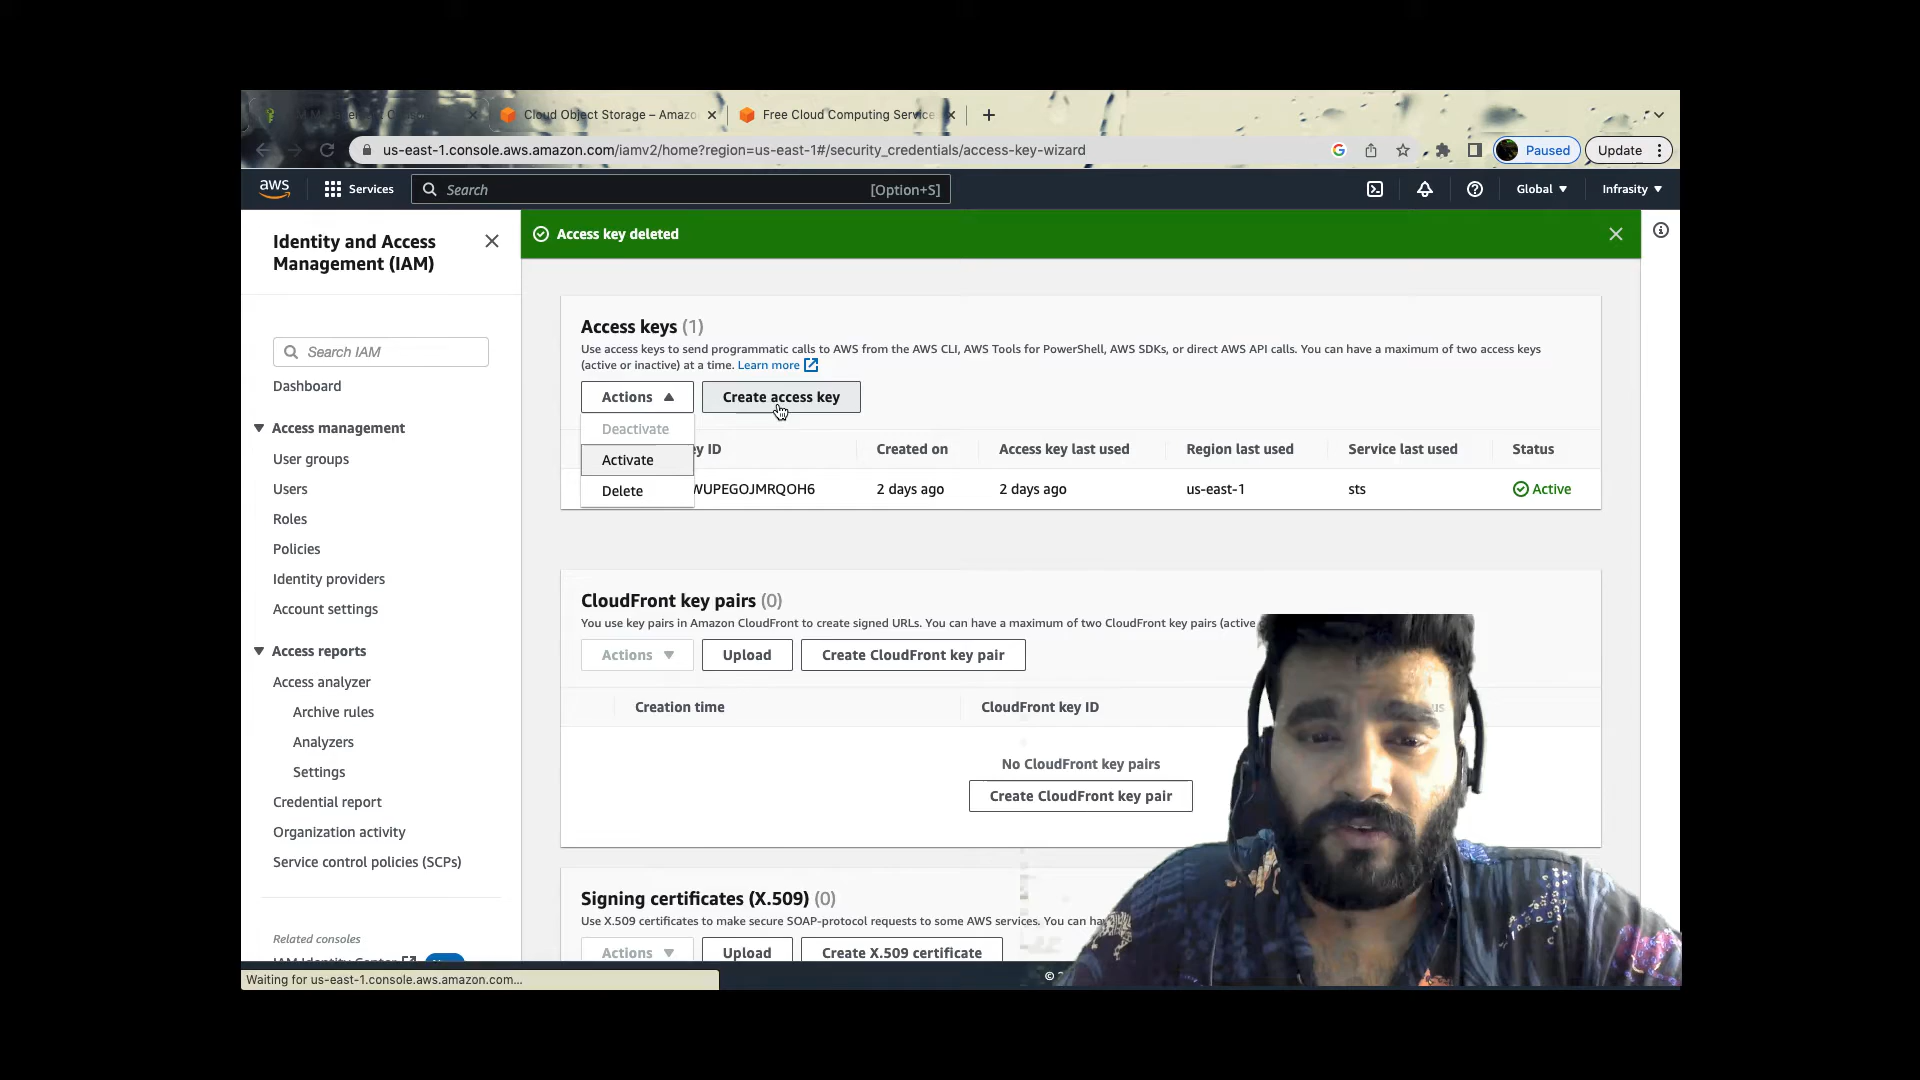 Cloud Object Storage – Amazo
Free Cloud Computing Service
us-east-1.console.aws.amazon.com/iamv2/home?region=us-east-1#/security_credentials/access-key-wizard
Paused
Update
aws
Services
Search
[Option+S]
Global
Infrasity
Identity and Access
Management (IAM)
Search IAM
Dashboard
Access management
User groups
Users
Roles
Policies
Identity providers
Account settings
Access reports
Access analyzer
Archive rules
Analyzers
Settings
Credential report
Organization activity
Service control policies (SCPs)
Related consoles
IAM Identity Center
Access key deleted
Access keys (1)
Use access keys to send programmatic calls to AWS from the AWS CLI, AWS Tools for PowerShell, AWS SDKs, or direct AWS API calls. You can have a maximum of two access keys
(active or inactive) at a time. Learn more
Actions
Create access key
Deactivate
Activate
Delete
ey ID
Created on
Access key last used
Region last used
Service last used
Status
WUPEGOJMRQOH6
2 days ago
2 days ago
us-east-1
sts
Active
CloudFront key pairs (0)
You use key pairs in Amazon CloudFront to create signed URLs. You can have a maximum of two CloudFront key pairs (active
Actions
Upload
Create CloudFront key pair
Creation time
CloudFront key ID
us
No CloudFront key pairs
Create CloudFront key pair
Signing certificates (X.509) (0)
Use X.509 certificates to make secure SOAP-protocol requests to some AWS services. You can ha
Actions
Upload
Create X.509 certificate
©
Waiting for us-east-1.console.aws.amazon.com...